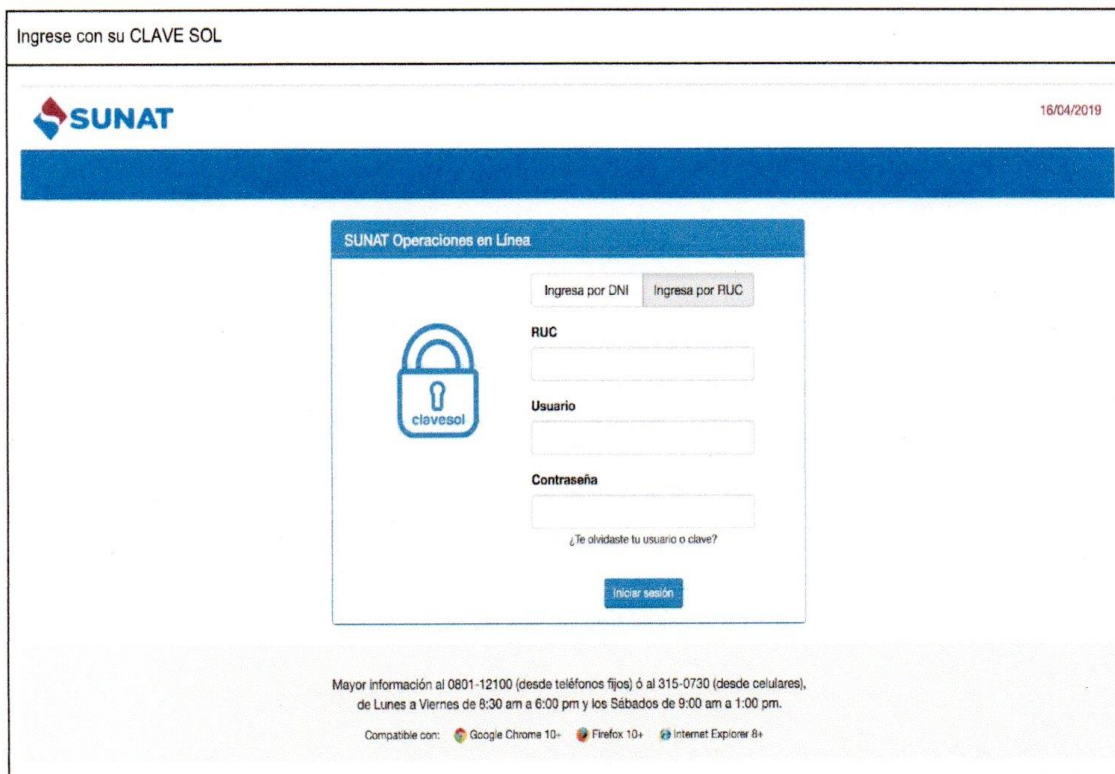 Ingrese con su CLAVE SOL
SUNAT
16/04/2019
SUNAT Operaciones en Línea
Ingresa por DNI Ingresa por RUC
RUC
clavesol
Usuario
Contraseña
¿Te olvidaste tu usuario o clave?
Iniciar sesión
Mayor información al 0801-12100 (desde teléfonos fijos) ó al 315-0730 (desde celulares),
de Lunes a Viernes de 8:30 am a 6:00 pm y los Sábados de 9:00 am a 1:00 pm.
Compatible con: Google Chrome 10+ Firefox 10+ Internet Explorer 8+